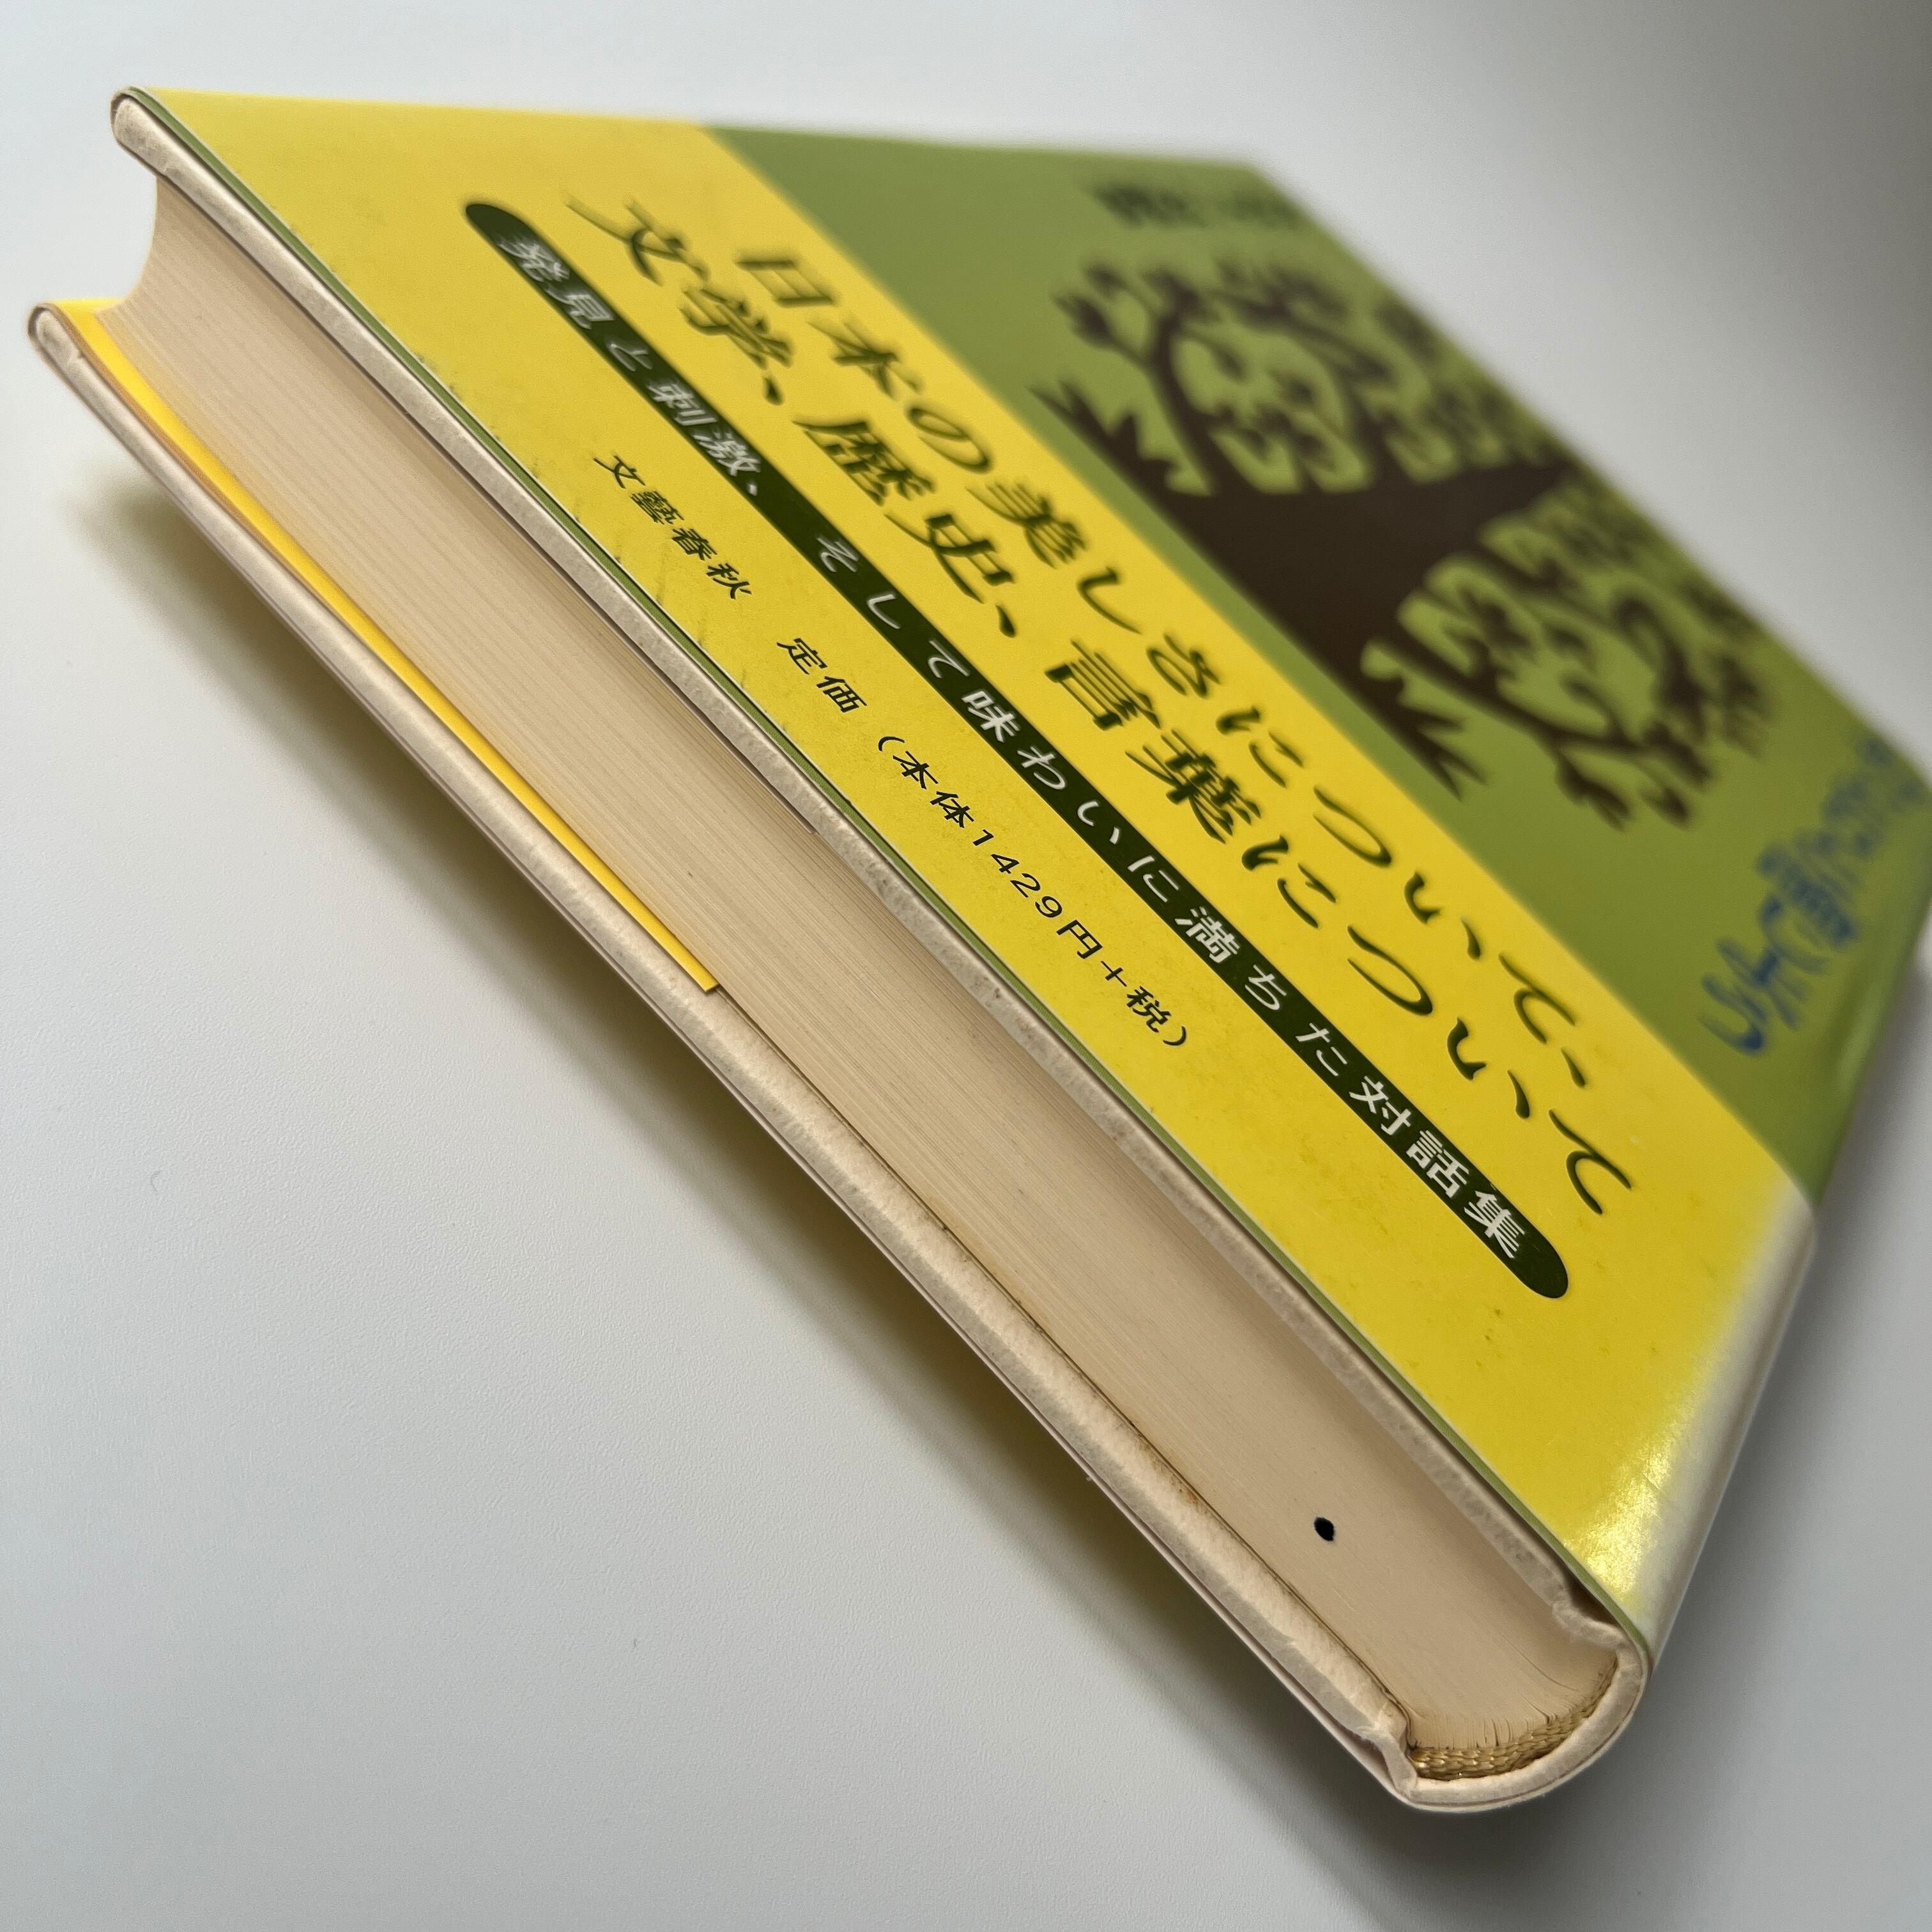 日本の美しさについて、
文学、歴史、言葉について
発見と刺激、そして味わいに満ちた対話集
文藝春秋 定価(本体1429円+税)